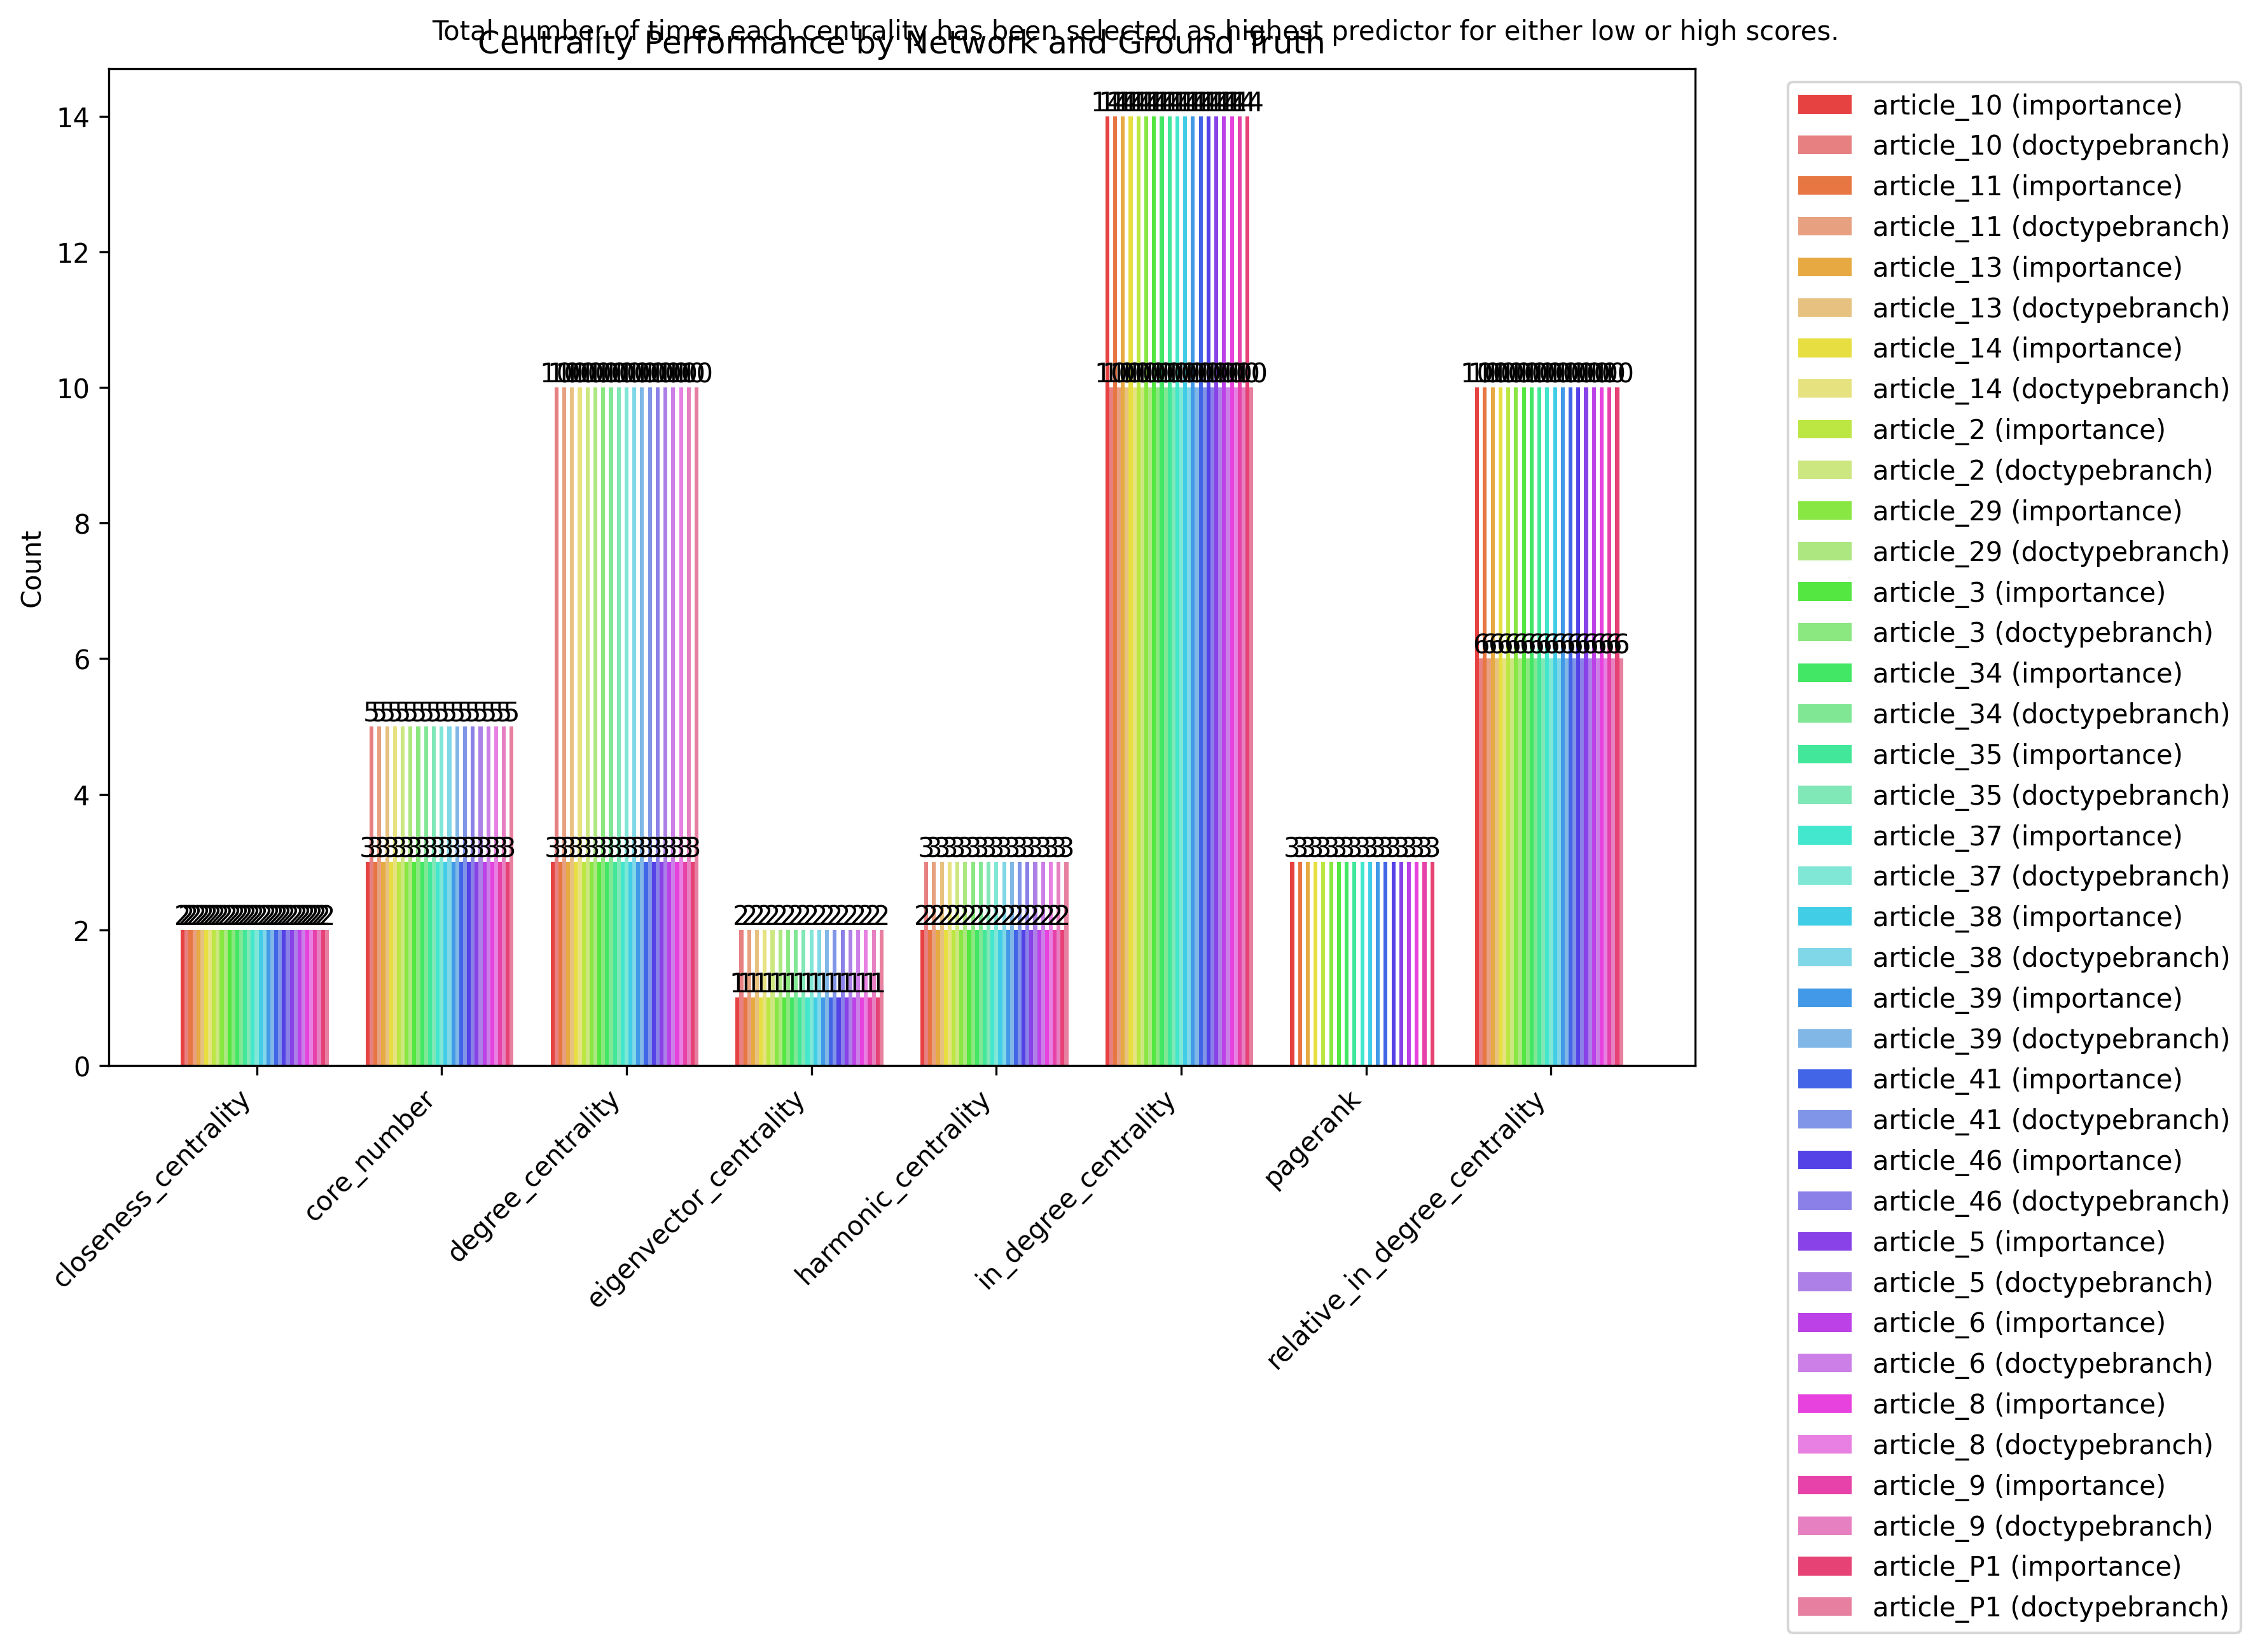 Total number of times each centrality has been selected as highest predictor for either low or high scores.
Centrality Performance by Network and Ground Truth
Count
14
12
10
8
6
4
2
0
closeness_centrality
core_number
degree_centrality
eigenvector_centrality
harmonic_centrality
in_degree_centrality
pagerank
relative_in_degree_centrality
article_10 (importance)
article_10 (doctypebranch)
article_11 (importance)
article_11 (doctypebranch)
article_13 (importance)
article_13 (doctypebranch)
article_14 (importance)
article_14 (doctypebranch)
article_2 (importance)
article_2 (doctypebranch)
article_29 (importance)
article_29 (doctypebranch)
article_3 (importance)
article_3 (doctypebranch)
article_34 (importance)
article_34 (doctypebranch)
article_35 (importance)
article_35 (doctypebranch)
article_37 (importance)
article_37 (doctypebranch)
article_38 (importance)
article_38 (doctypebranch)
article_39 (importance)
article_39 (doctypebranch)
article_41 (importance)
article_41 (doctypebranch)
article_46 (importance)
article_46 (doctypebranch)
article_5 (importance)
article_5 (doctypebranch)
article_6 (importance)
article_6 (doctypebranch)
article_8 (importance)
article_8 (doctypebranch)
article_9 (importance)
article_9 (doctypebranch)
article_P1 (importance)
article_P1 (doctypebranch)